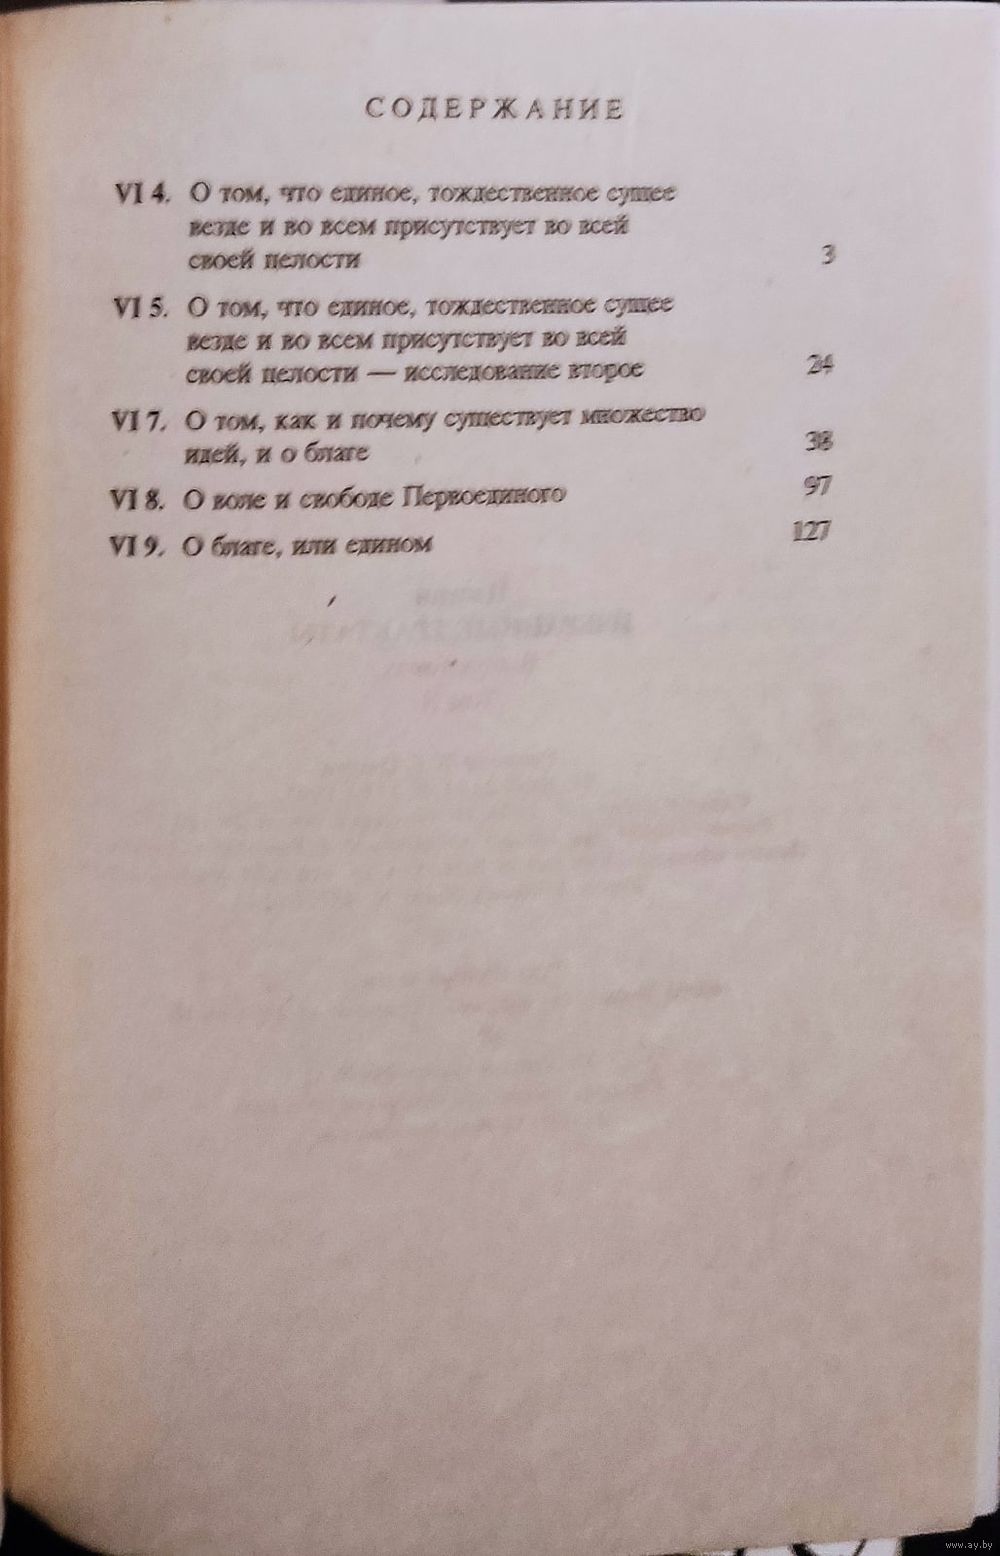 СОДЕРЖАНИЕ
VI 4. О том, что единое, тождественное сущее
везде и во всем присутствует во всей
своей целости 3
VI 5. О том, что единое, тождественное сущее
везде и во всем присутствует во всей
своей целости — исследование второе 24
VI 7. О том, как и почему существует множество
идей, и о благе 38
VI 8. О воле и свободе Первоединого 97
VI 9. О благе, или едином 127
www.ay.by